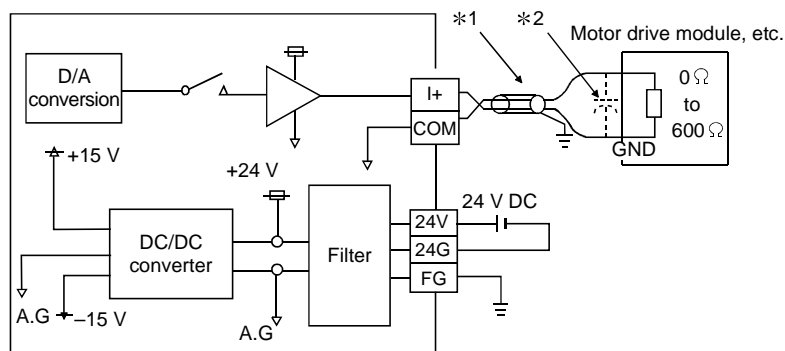 *1
*2
Motor drive module, etc.
D/A
conversion
I+
COM
0Ω
to
600Ω
GND
+15 V
+24 V
24 V DC
DC/DC
converter
Filter
24V
24G
FG
A.G
–15 V
A.G